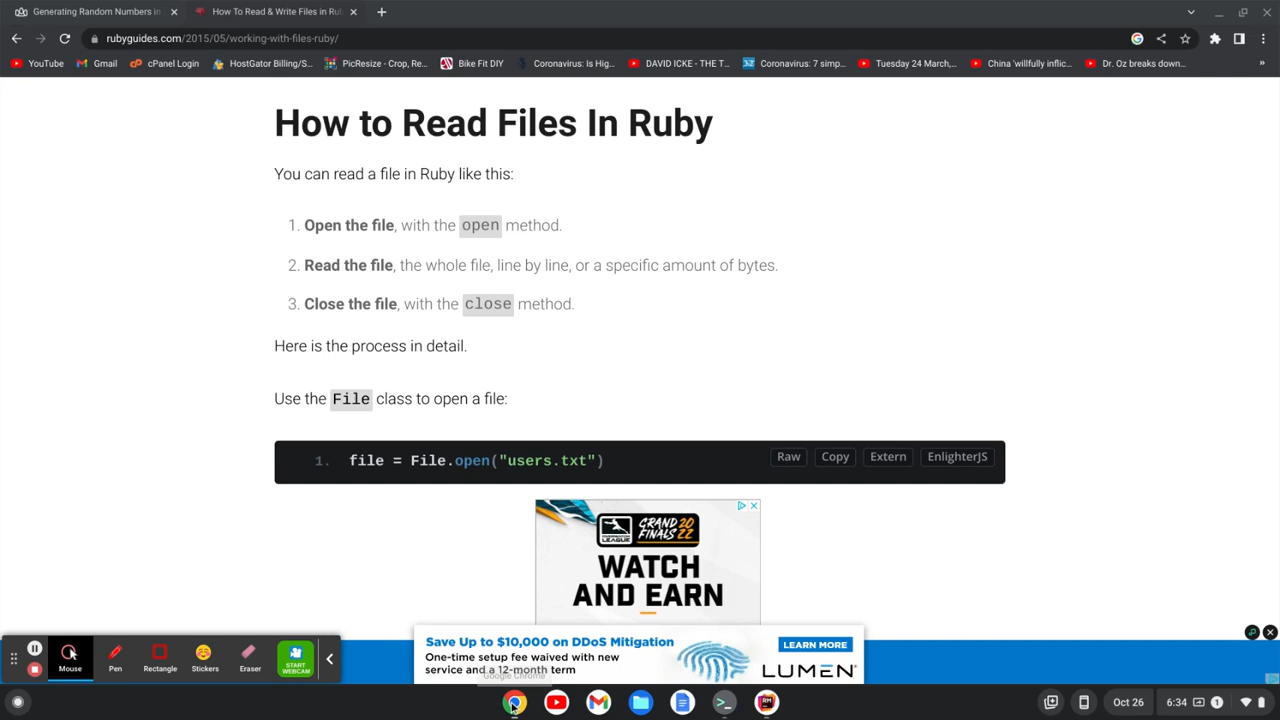 Generating Random Numbers in
How To Read & Write Files in Rub
rubyguides.com/2015/05/working-with-files-ruby/
YouTube
Gmail
cPanel Login
HostGator Billing/S...
PicResize - Crop, Re...
Bike Fit DIY
Coronavirus: Is Hig...
DAVID ICKE - THE T...
Coronavirus: 7 simp...
Tuesday 24 March,...
China 'willfully inflic...
Dr. Oz breaks down...
»
How to Read Files In Ruby
You can read a file in Ruby like this:
1. Open the file, with the open method.
2. Read the file, the whole file, line by line, or a specific amount of bytes.
3. Close the file, with the close method.
Here is the process in detail.
Use the File class to open a file:
1. file = File.open("users.txt")
Raw
Copy
Extern
EnlighterJS
GRAND FINALS 2022
WATCH
AND EARN
Save Up to $10,000 on DDoS Mitigation
One-time setup fee waived with new
service and a 12-month term
LEARN MORE
LUMEN
Google Chrome
Mouse
Pen
Rectangle
Stickers
Eraser
START
WEBCAM
Oct 26
6:34
1